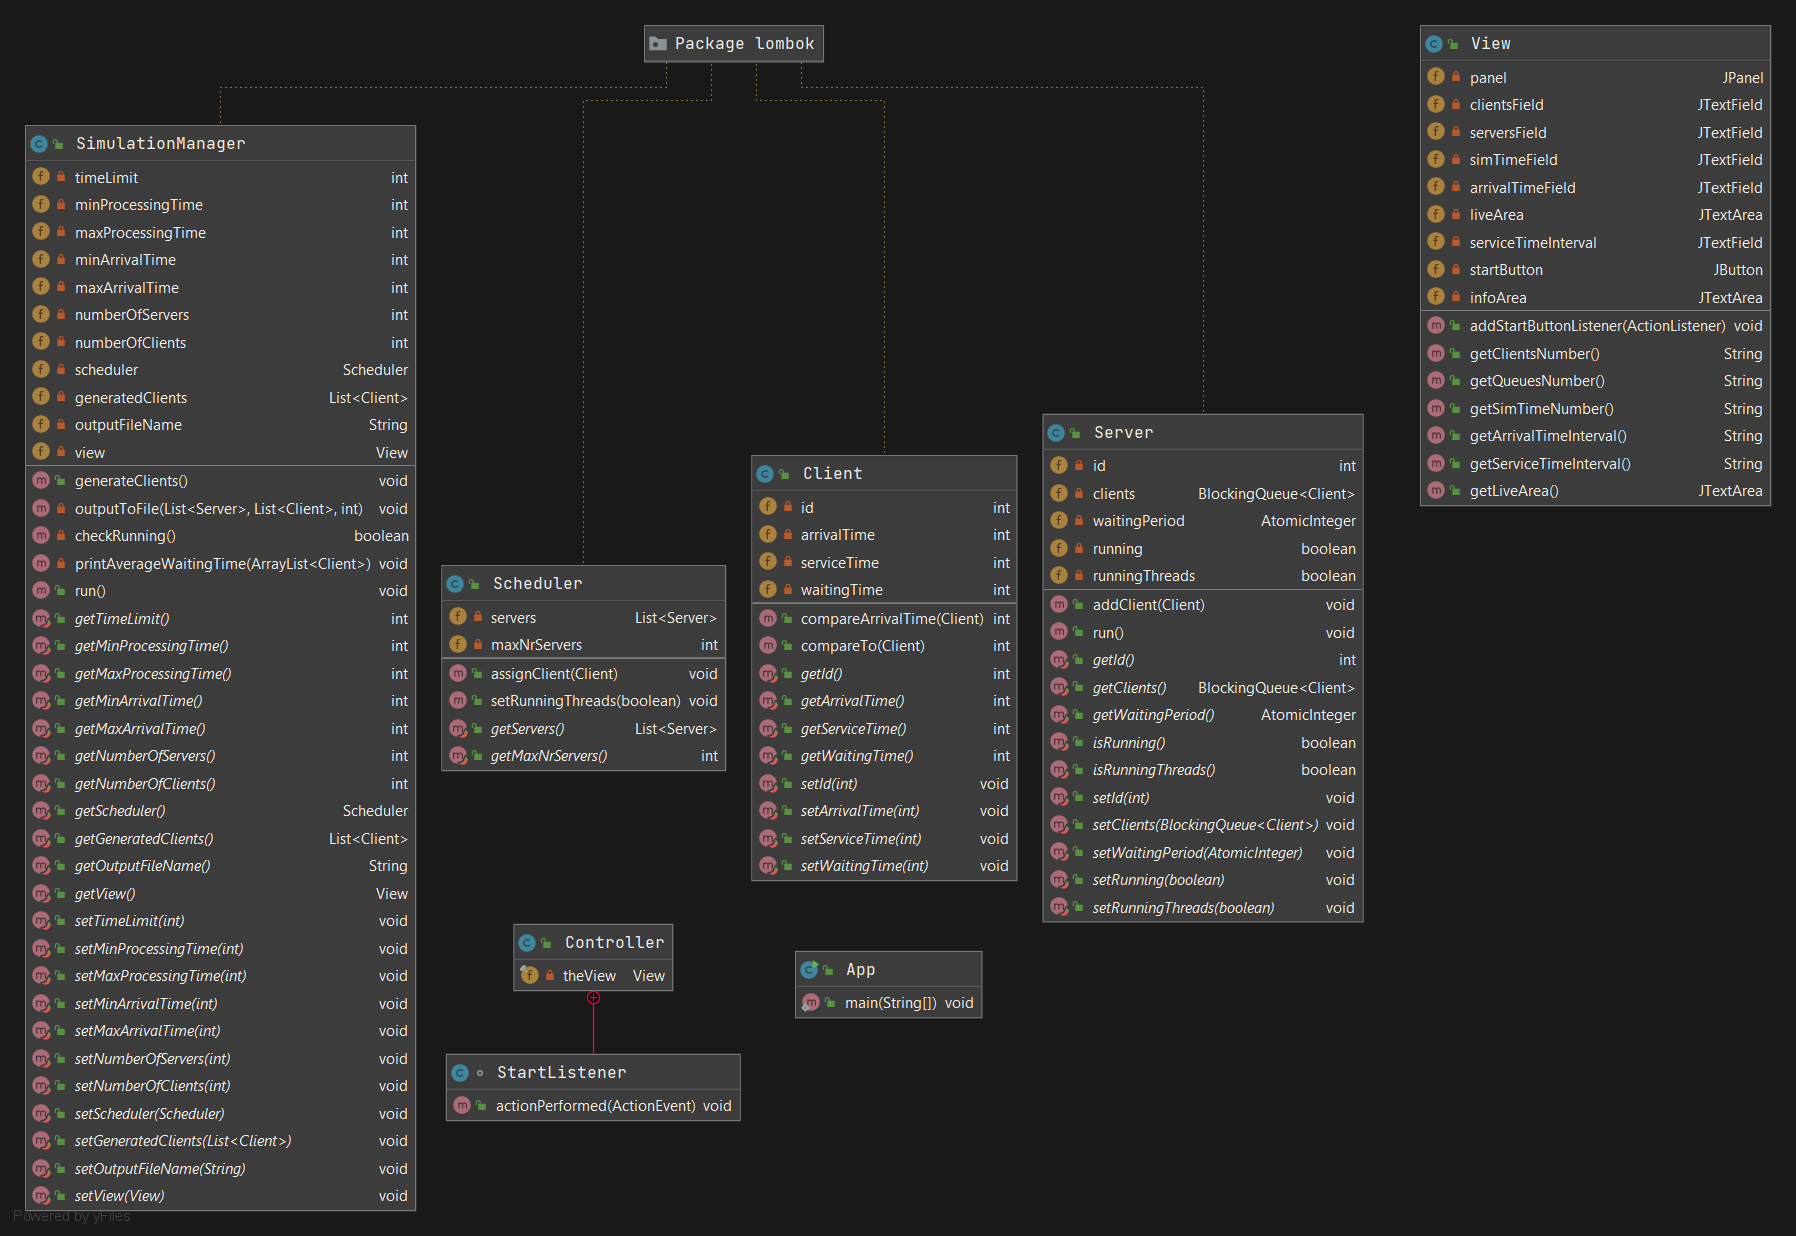 Package lombok
SimulationManager
timeLimit int
minProcessingTime int
maxProcessingTime int
minArrivalTime int
maxArrivalTime int
numberOfServers int
numberOfClients int
scheduler Scheduler
generatedClients List<Client>
outputFileName String
view View
generateClients() void
outputToFile(List<Server>, List<Client>, int) void
checkRunning() boolean
printAverageWaitingTime(ArrayList<Client>) void
run() void
getTimeLimit() int
getMinProcessingTime() int
getMaxProcessingTime() int
getMinArrivalTime() int
getMaxArrivalTime() int
getNumberOfServers() int
getNumberOfClients() int
getScheduler() Scheduler
getGeneratedClients() List<Client>
getOutputFileName() String
getView() View
setTimeLimit(int) void
setMinProcessingTime(int) void
setMaxProcessingTime(int) void
setMinArrivalTime(int) void
setMaxArrivalTime(int) void
setNumberOfServers(int) void
setNumberOfClients(int) void
setScheduler(Scheduler) void
setGeneratedClients(List<Client>) void
setOutputFileName(String) void
setView(View) void
Scheduler
servers List<Server>
maxNrServers int
assignClient(Client) void
setRunningThreads(boolean) void
getServers() List<Server>
getMaxNrServers() int
Controller
theView View
StartListener
actionPerformed(ActionEvent) void
Client
id int
arrivalTime int
serviceTime int
waitingTime int
compareArrivalTime(Client) int
compareTo(Client) int
getId() int
getArrivalTime() int
getServiceTime() int
getWaitingTime() int
setId(int) void
setArrivalTime(int) void
setServiceTime(int) void
setWaitingTime(int) void
App
main(String[]) void
Server
id int
clients BlockingQueue<Client>
waitingPeriod AtomicInteger
running boolean
runningThreads boolean
addClient(Client) void
run() void
getId() int
getClients() BlockingQueue<Client>
getWaitingPeriod() AtomicInteger
isRunning() boolean
isRunningThreads() boolean
setId(int) void
setClients(BlockingQueue<Client>) void
setWaitingPeriod(AtomicInteger) void
setRunning(boolean) void
setRunningThreads(boolean) void
View
panel JPanel
clientsField JTextField
serversField JTextField
simTimeField JTextField
arrivalTimeField JTextField
liveArea JTextArea
serviceTimeInterval JTextField
startButton JButton
infoArea JTextArea
addStartButtonListener(ActionListener) void
getClientsNumber() String
getQueuesNumber() String
getSimTimeNumber() String
getArrivalTimeInterval() String
getServiceTimeInterval() String
getLiveArea() JTextArea
Powered by yFiles